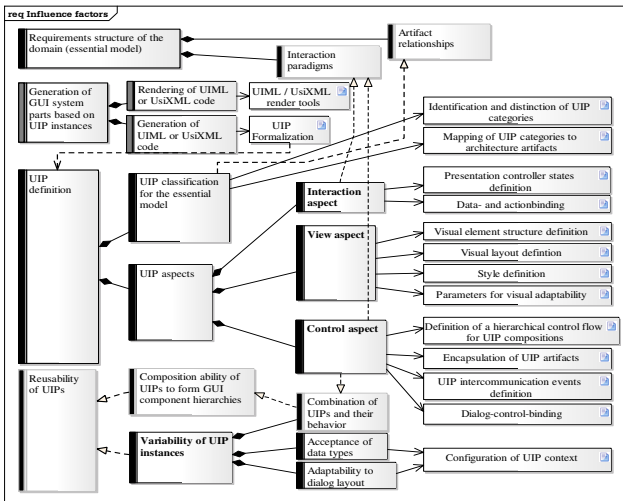 req Influence factors
Requirements structure of the
domain (essential model)
Artifact
relationships
Interaction
paradigms
Generation of
GUI system
parts based on
UIP instances
Rendering of UIML
or UsiXML code
UIML / UsiXML
render tools
Generation of
UIML or UsiXML
code
UIP
Formalization
Identification and distinction of UIP
categories
Mapping of UIP categories to
architecture artifacts
UIP
definition
UIP classification
for the essential
model
Interaction
aspect
Presentation controller states
definition
Data- and actionbinding
View aspect
Visual element structure definition
Visual layout defintion
Style definition
Parameters for visual adaptability
UIP aspects
Control aspect
Definition of a hierarchical control flow
for UIP compositions
Encapsulation of UIP artifacts
UIP intercommunication events
definition
Dialog-control-binding
Reusability
of UIPs
Composition ability of
UIPs to form GUI
component hierarchies
Combination of
UIPs and their
behavior
Variability of UIP
instances
Acceptance of
data types
Adaptability to
dialog layout
Configuration of UIP context